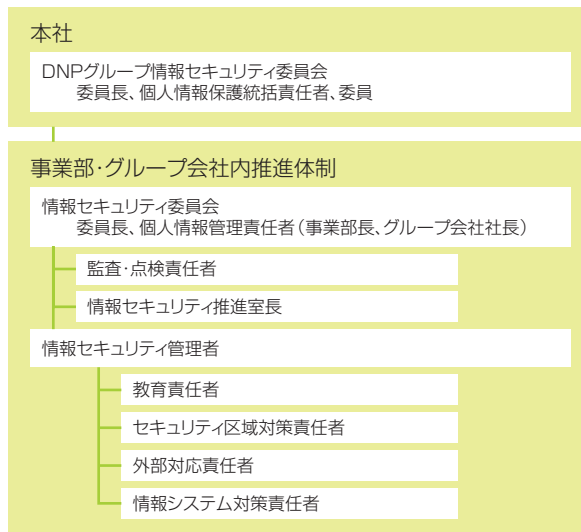 本社
DNPグループ情報セキュリティ委員会
委員長、個人情報保護統括責任者、委員
事業部・グループ会社内推進体制
情報セキュリティ委員会
委員長、個人情報管理責任者（事業部長、グループ会社社長）
監査・点検責任者
情報セキュリティ推進室長
情報セキュリティ管理者
教育責任者
セキュリティ区域対策責任者
外部対応責任者
情報システム対策責任者